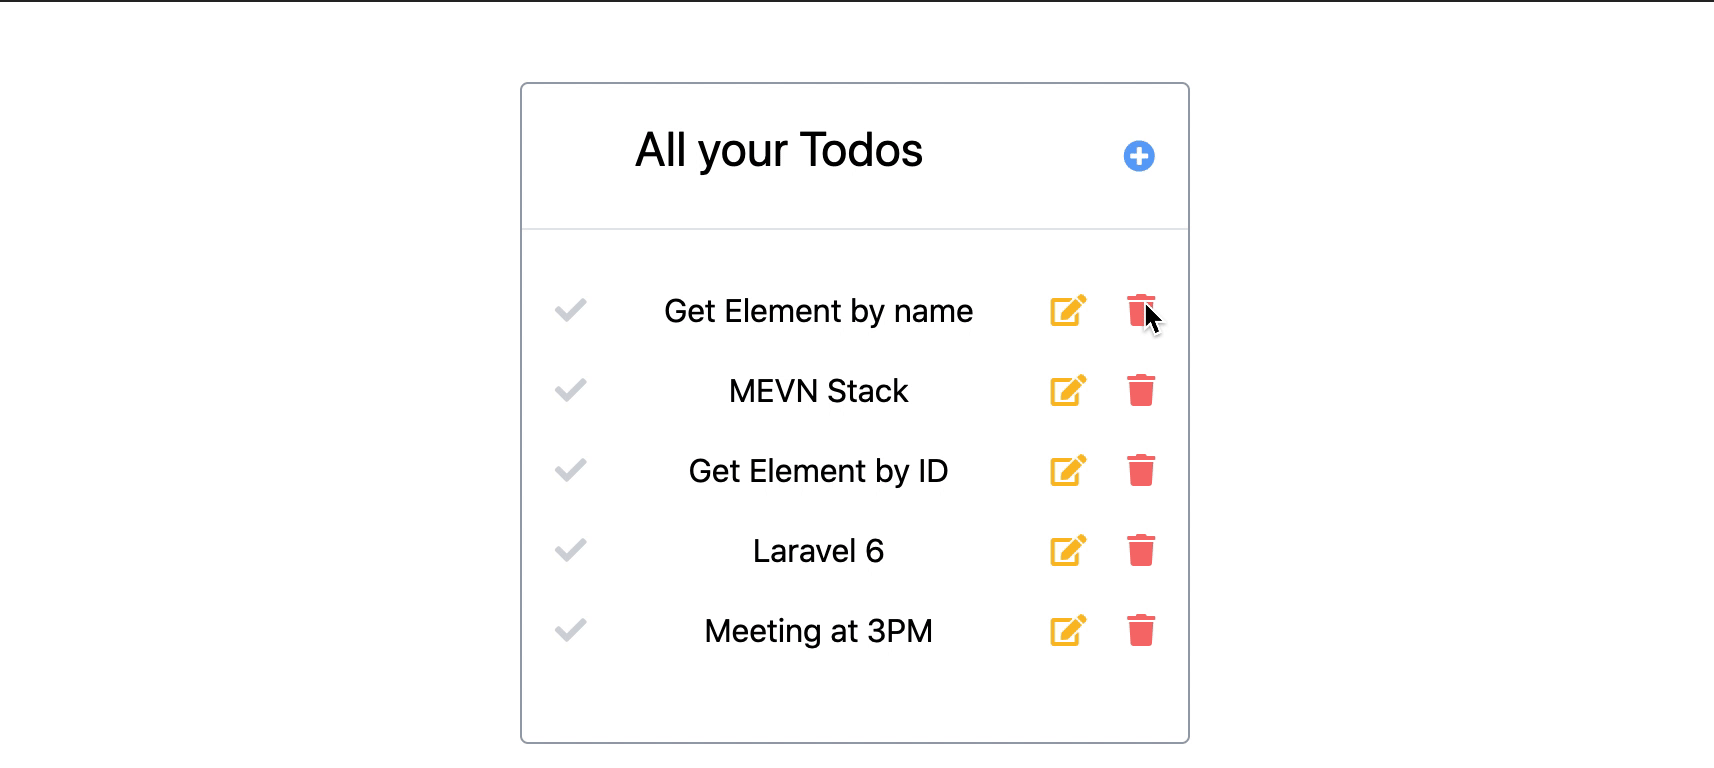 All your Todos
Get Element by name
MEVN Stack
Get Element by ID
Laravel 6
Meeting at 3PM